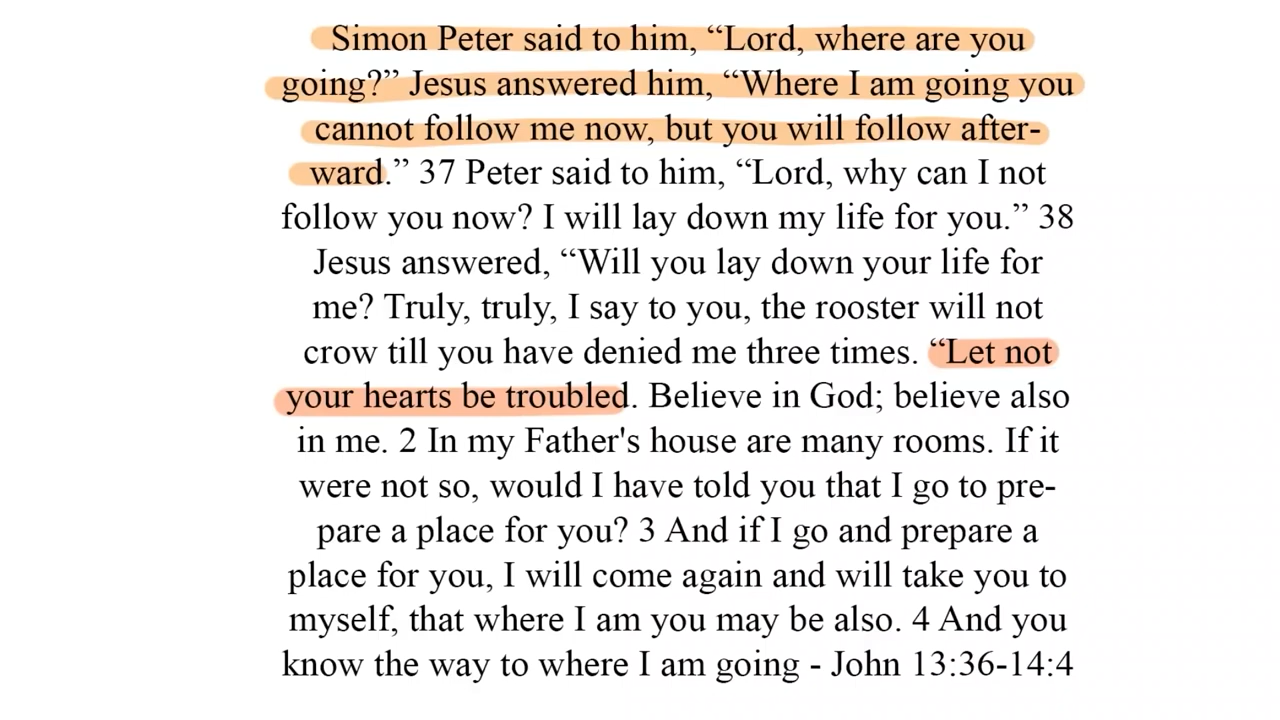 Simon Peter said to him, “Lord, where are you
going?” Jesus answered him, “Where I am going you
cannot follow me now, but you will follow after-
ward.” 37 Peter said to him, “Lord, why can I not
follow you now? I will lay down my life for you.” 38
Jesus answered, “Will you lay down your life for
me? Truly, truly, I say to you, the rooster will not
crow till you have denied me three times. “Let not
your hearts be troubled. Believe in God; believe also
in me. 2 In my Father's house are many rooms. If it
were not so, would I have told you that I go to pre-
pare a place for you? 3 And if I go and prepare a
place for you, I will come again and will take you to
myself, that where I am you may be also. 4 And you
know the way to where I am going - John 13:36-14:4